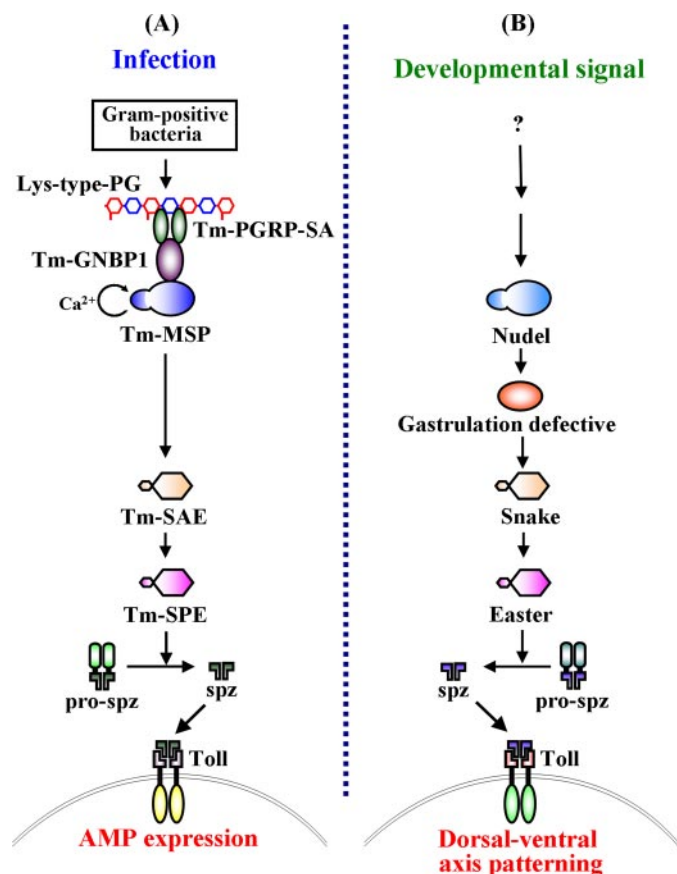 (A)
Infection
Gram-positive
bacteria
Lys-type-PG
Tm-PGRP-SA
Tm-GNBP1
Ca²⁺
Tm-MSP
Tm-SAE
Tm-SPE
pro-spz
spz
Toll
AMP expression
(B)
Developmental signal
?
Nudel
Gastrulation defective
Snake
Easter
spz
pro-spz
Toll
Dorsal-ventral
axis patterning